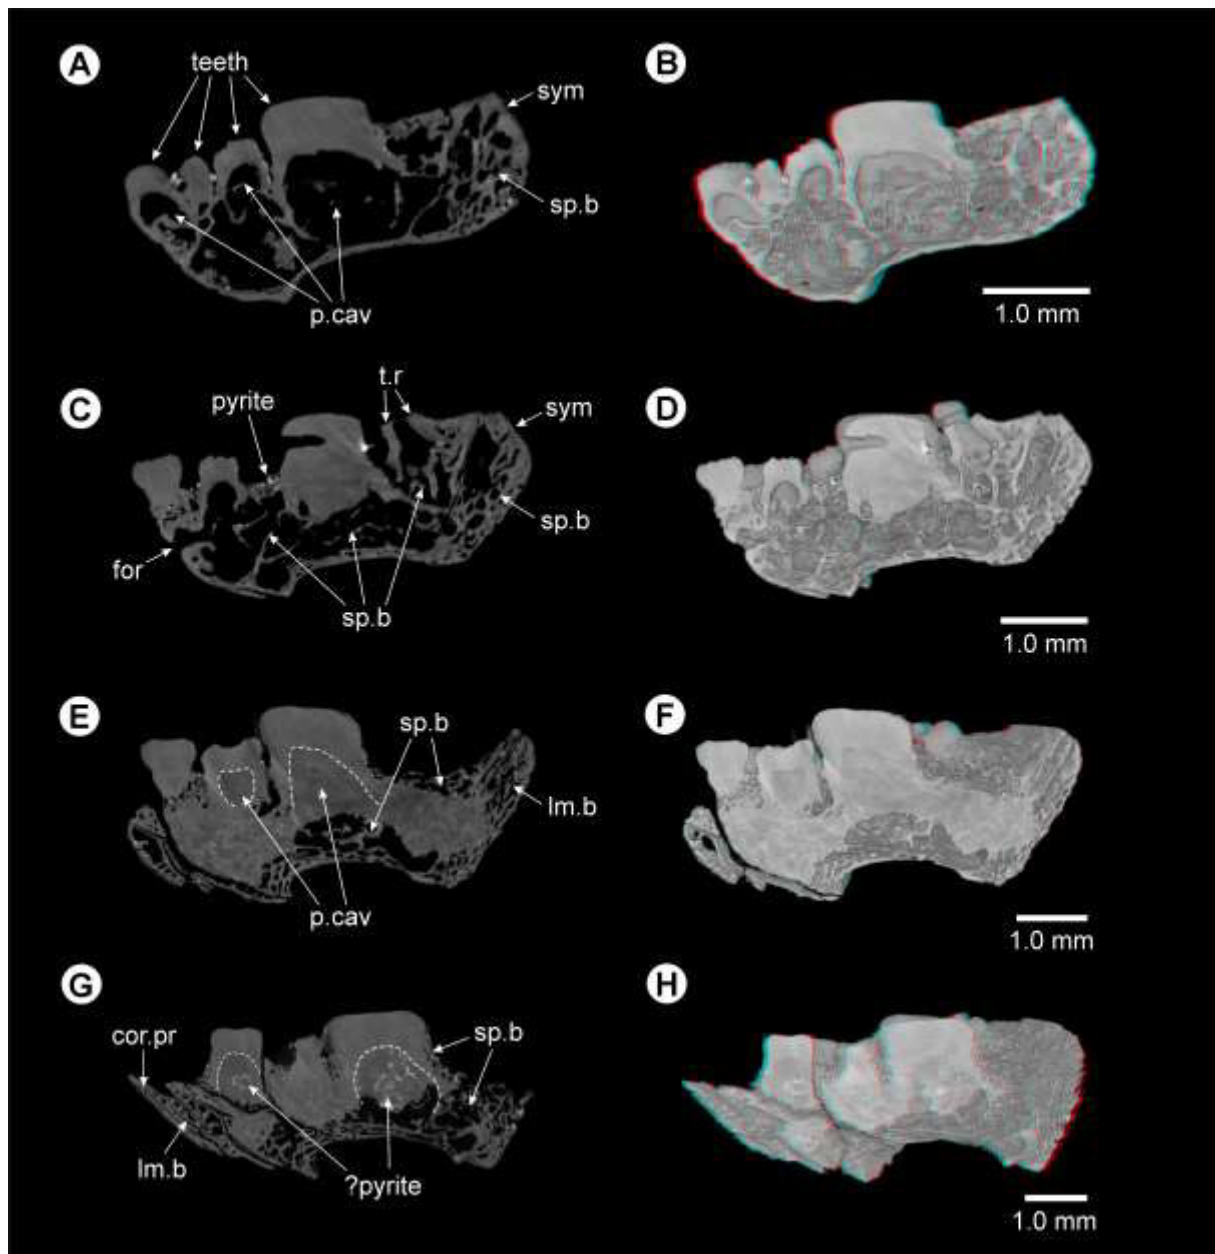 A
teeth
sym
sp.b
p.cav
B
1.0 mm
C
t.r
pyrite
sym
sp.b
for
sp.b
D
1.0 mm
E
sp.b
lm.b
p.cav
F
1.0 mm
G
cor.pr
sp.b
lm.b
?pyrite
H
1.0 mm